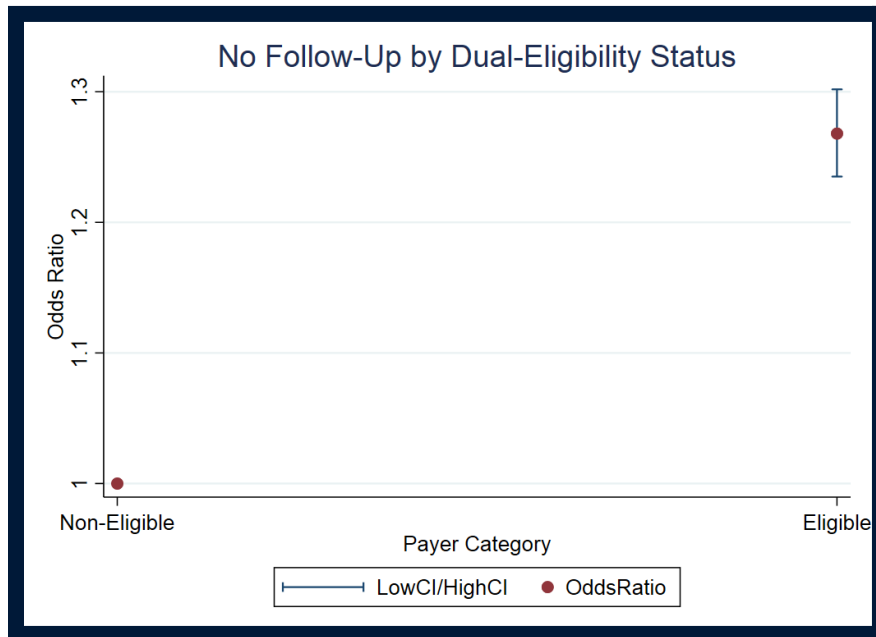 No Follow-Up by Dual-Eligibility Status
Odds Ratio
1.3
1.2
1.1
1
Non-Eligible
Eligible
Payer Category
LowCI/HighCI
OddsRatio